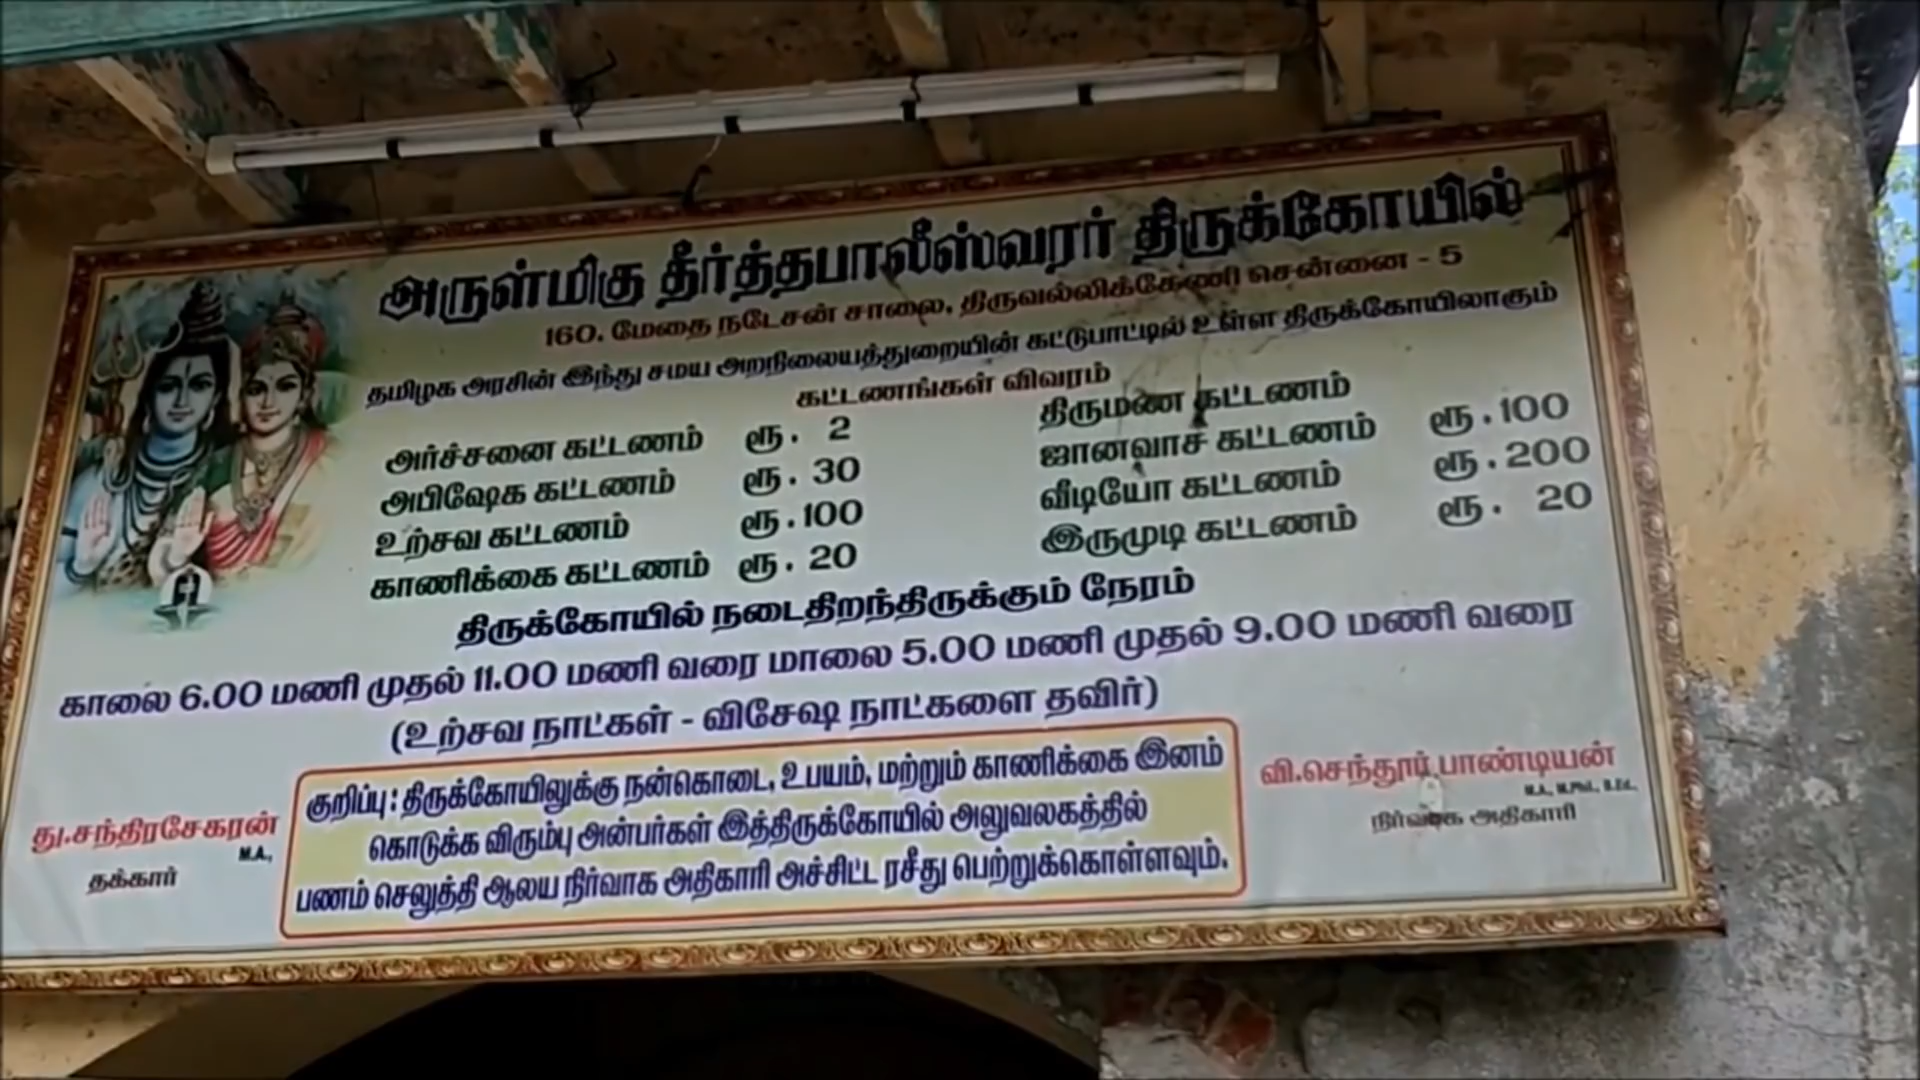 அருள்மிகு தீர்த்தபாலீஸ்வரர் திருக்கோயில்
160. மேதை நடேசன் சாலை, திருவல்லிக்கேணி சென்னை - 5
தமிழக அரசின் இந்து சமய அறநிலையத்துறையின் கட்டுபாட்டில் உள்ள திருக்கோயிலாகும்
கட்டணங்கள் விவரம்
அர்ச்சனை கட்டணம் ரூ. 2
அபிஷேக கட்டணம் ரூ. 30
உற்சவ கட்டணம் ரூ. 100
காணிக்கை கட்டணம் ரூ. 20
திருமண கட்டணம்
ஜானவாச கட்டணம் ரூ. 100
வீடியோ கட்டணம் ரூ. 200
இருமுடி கட்டணம் ரூ. 20
திருக்கோயில் நடைதிறந்திருக்கும் நேரம்
காலை 6.00 மணி முதல் 11.00 மணி வரை மாலை 5.00 மணி முதல் 9.00 மணி வரை
(உற்சவ நாட்கள் - விசேஷ நாட்களை தவிர்)
குறிப்பு : திருக்கோயிலுக்கு நன்கொடை, உபயம், மற்றும் காணிக்கை இனம்
கொடுக்க விரும்பு அன்பர்கள் இத்திருக்கோயில் அலுவலகத்தில்
பணம் செலுத்தி ஆலய நிர்வாக அதிகாரி அச்சிட்ட ரசீது பெற்றுக்கொள்ளவும்.
து.சந்திரசேகரன்
M.A.,
தக்கார்
வி.செந்தூர் பாண்டியன்
M.A., M.Phil., B.Ed.,
நிர்வாக அதிகாரி